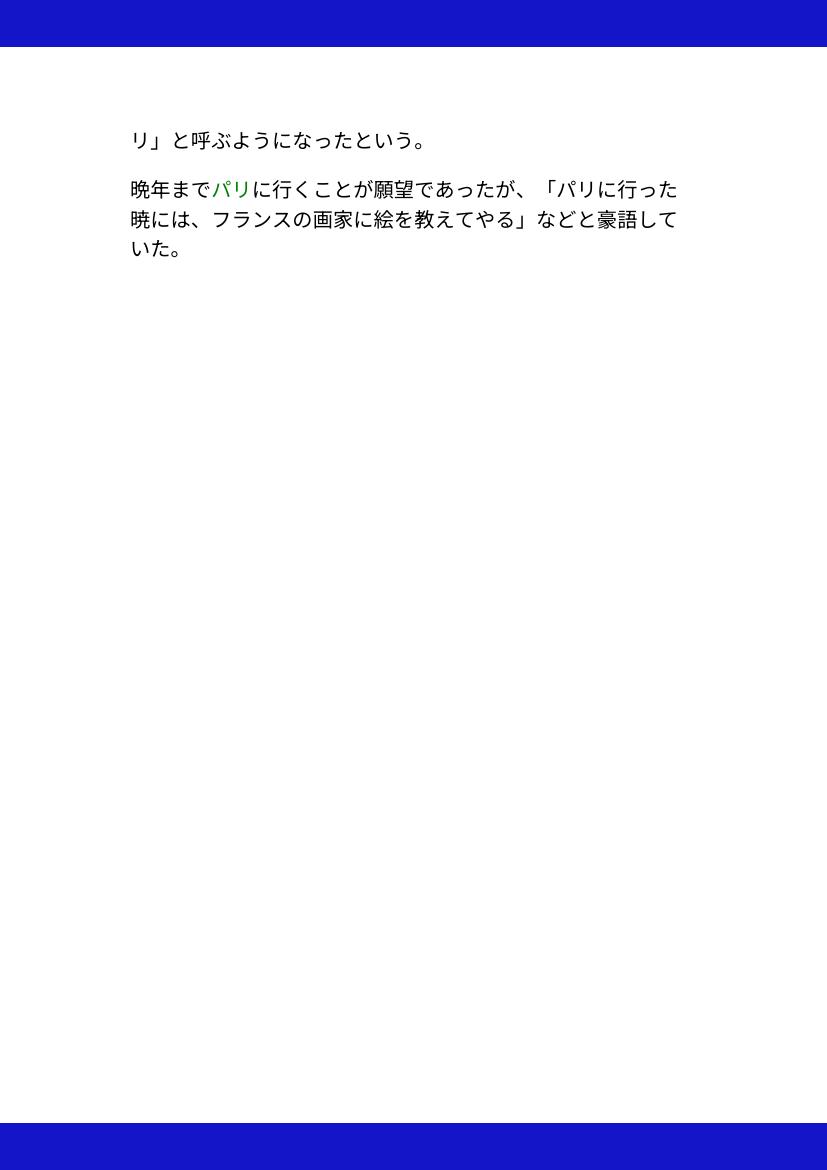 リ」と呼ぶようになったという。
晩年までパリに行くことが願望であったが、「パリに行った
暁には、フランスの画家に絵を教えてやる」などと豪語して
いた。